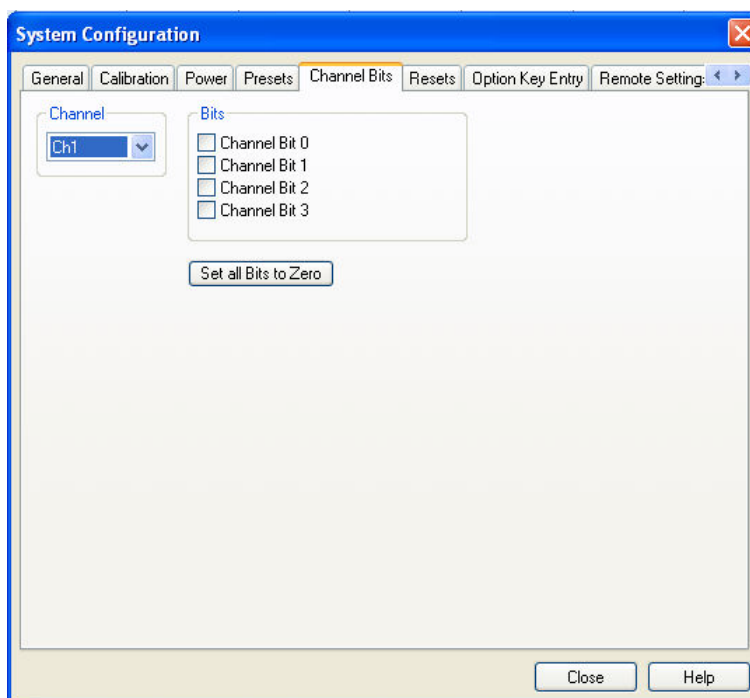 System Configuration
General Calibration Power Presets Channel Bits Resets Option Key Entry Remote Setting
Channel
Ch1
Bits
Channel Bit 0
Channel Bit 1
Channel Bit 2
Channel Bit 3
Set all Bits to Zero
Close Help